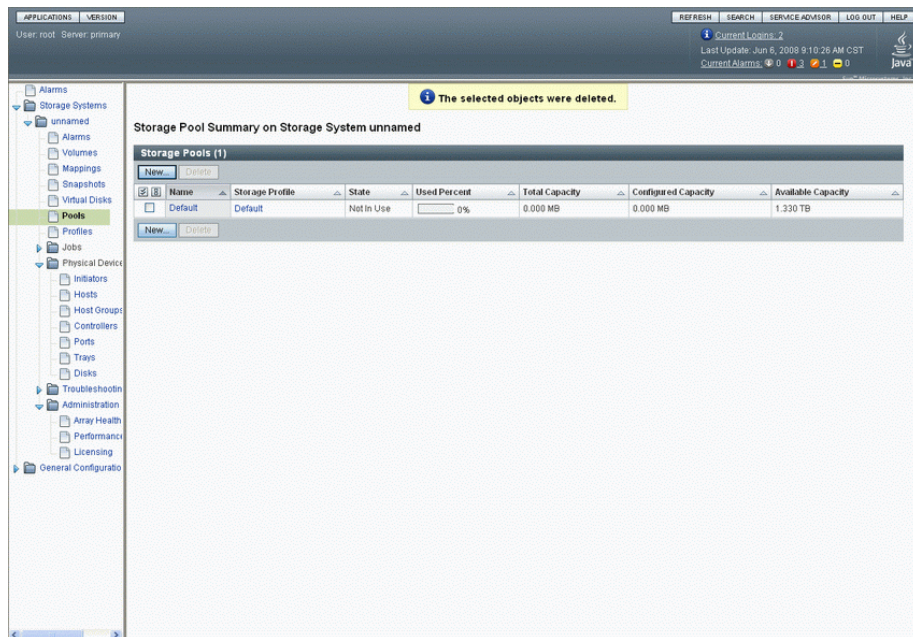 APPLICATIONS VERSION
REFRESH SEARCH SERVICE ADVISOR LOG OUT HELP
User: root Server: primary
Current Logins: 2
Last Update: Jun 6, 2008 9:10:26 AM CST
Current Alarms: 0 3 1 0
Java
Alarms
Storage Systems
unnamed
Alarms
Volumes
Mappings
Snapshots
Virtual Disks
Pools
Profiles
Jobs
Physical Device
Initiators
Hosts
Host Groups
Controllers
Ports
Trays
Disks
Troubleshootin
Administration
Array Health
Performance
Licensing
General Configuratio
The selected objects were deleted.
Storage Pool Summary on Storage System unnamed
Storage Pools (1)
New... Delete
Name Storage Profile State Used Percent Total Capacity Configured Capacity Available Capacity
Default Default Not In Use 0% 0.000 MB 0.000 MB 1.330 TB
New... Delete